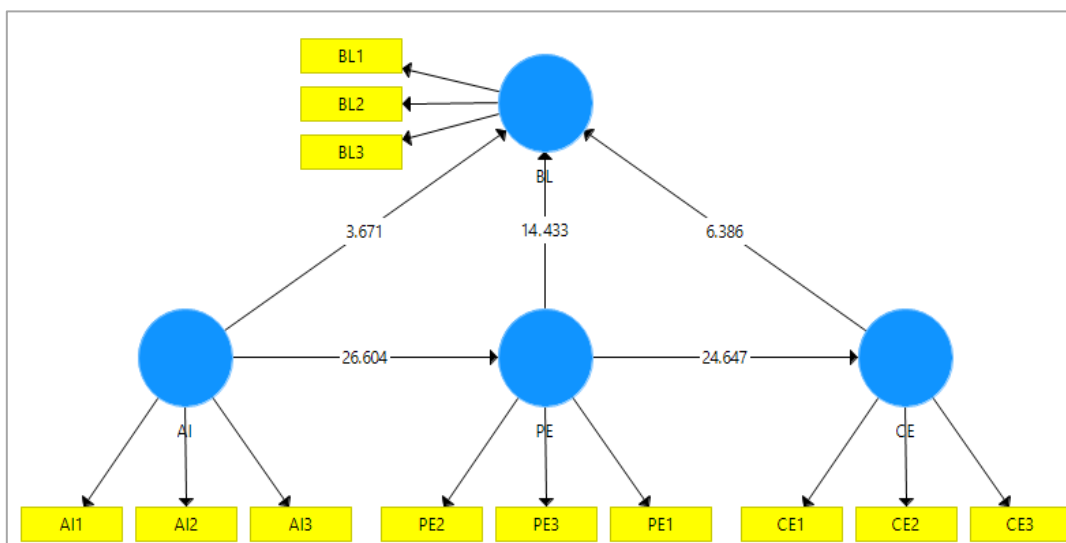 BL1
BL2
BL3
BL
3.671
14.433
6.386
26.604
24.647
AI
PE
CE
AI1
AI2
AI3
PE2
PE3
PE1
CE1
CE2
CE3